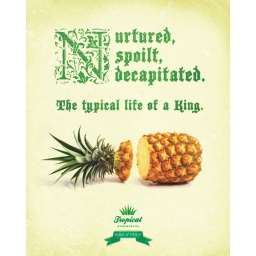 Nurtured,
spoilt,
decapitated.
The typical life of a King.
Tropical